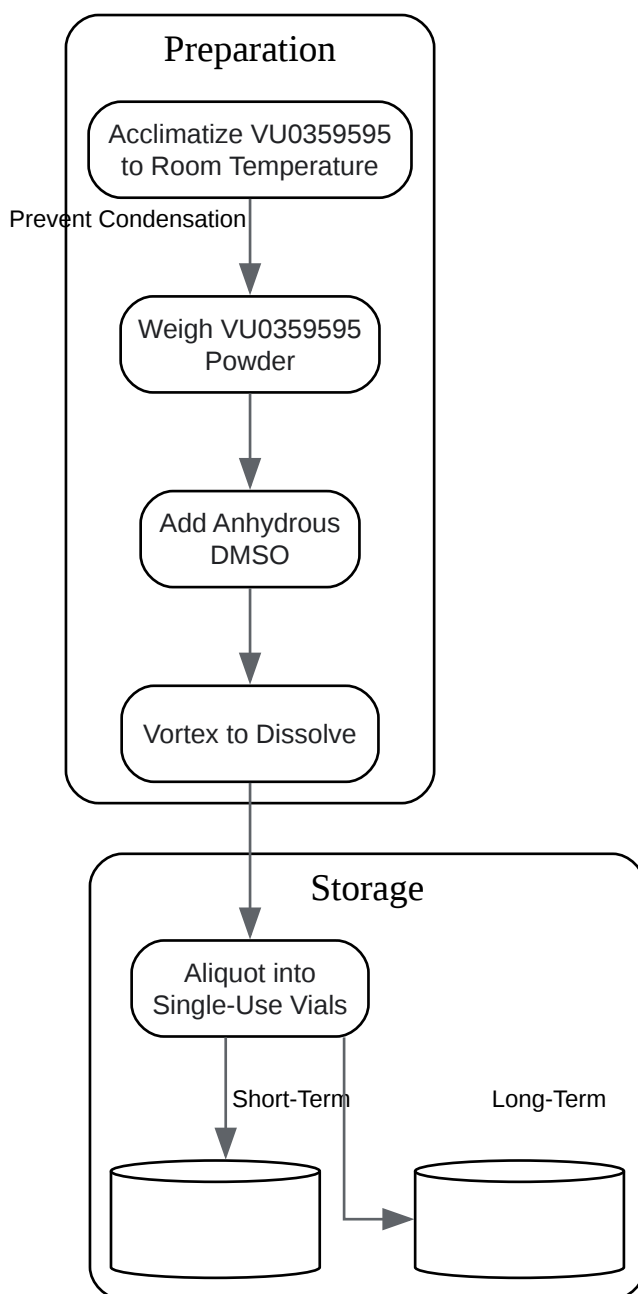 Preparation
Acclimatize VU0359595
to Room Temperature
Prevent Condensation
Weigh VU0359595
Powder
Add Anhydrous
DMSO
Vortex to Dissolve
Storage
Aliquot into
Single-Use Vials
Short-Term
Long-Term